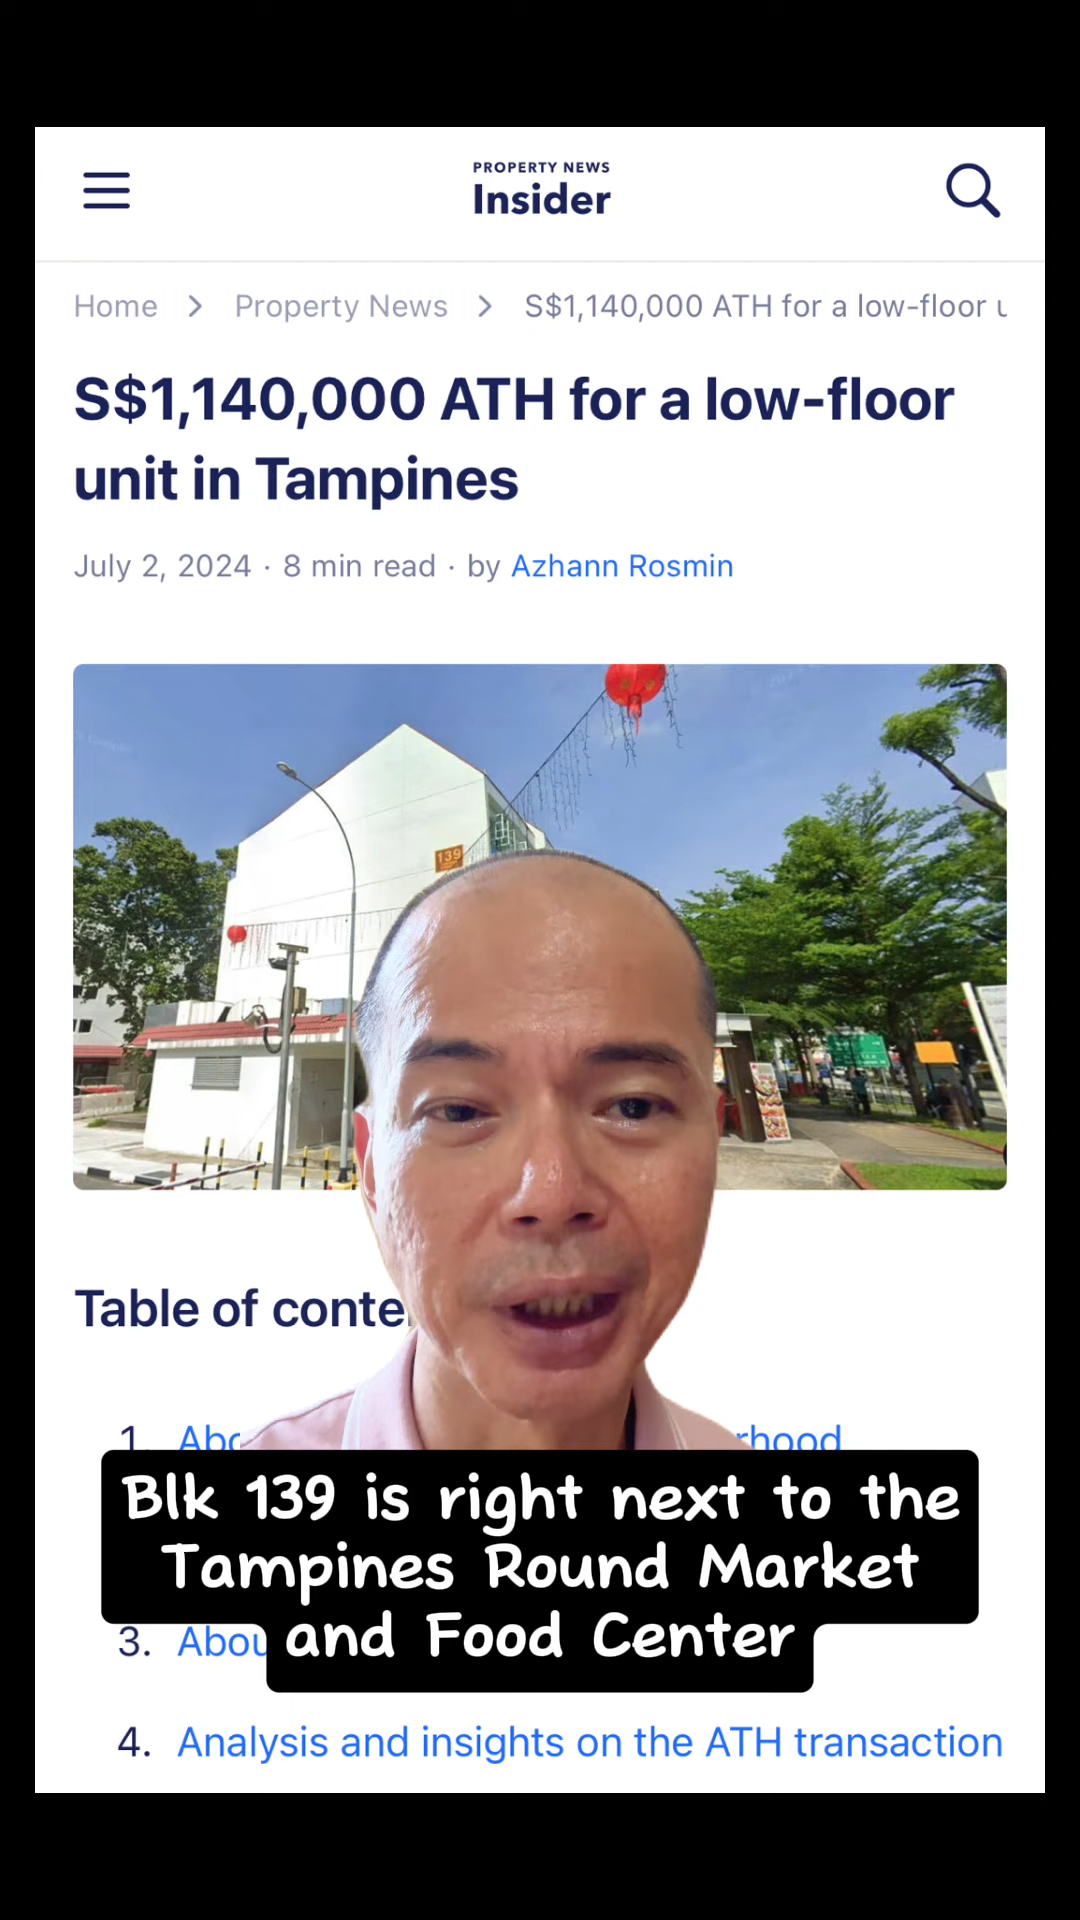 PROPERTY NEWS
Insider
Home > Property News > S$1,140,000 ATH for a low-floor
S$1,140,000 ATH for a low-floor
unit in Tampines
July 2, 2024 · 8 min read · by Azhann Rosmin
139
Table of conte
1.
Blk 139 is right next to the
Tampines Round Market
and Food Center
3. Abou
4. Analysis and insights on the ATH transaction